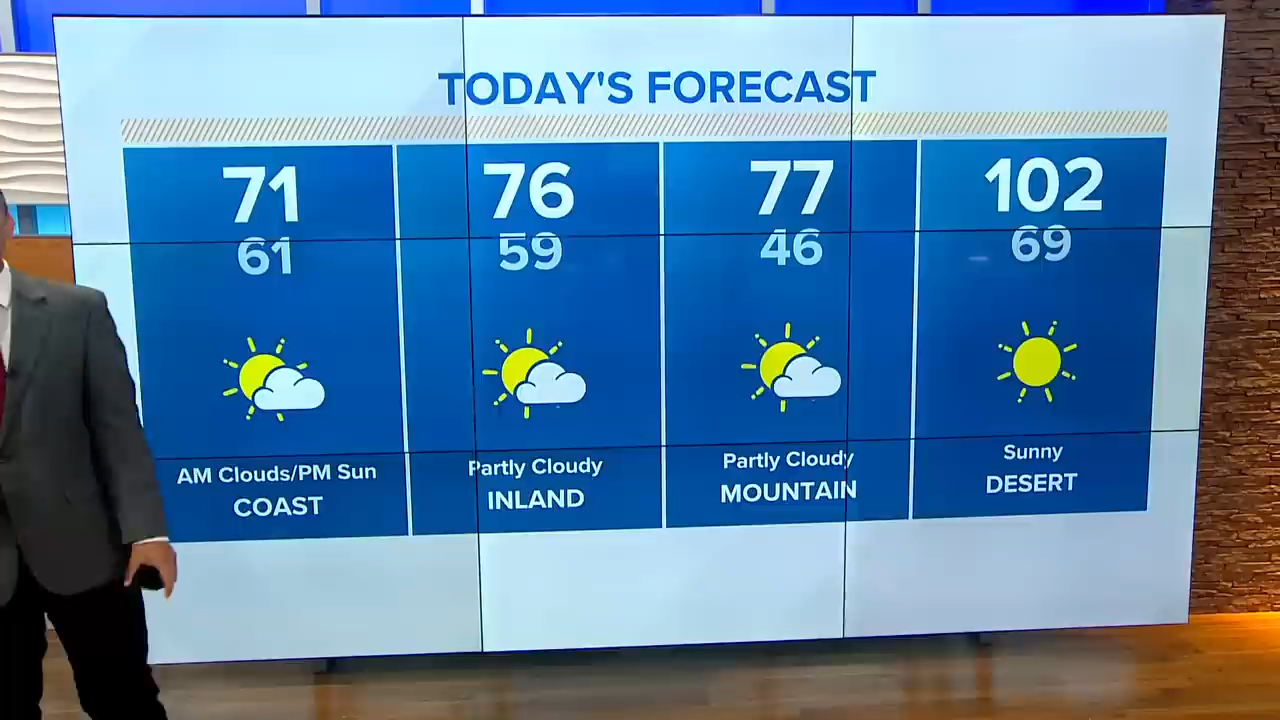 TODAY'S FORECAST
71
61
AM Clouds/PM Sun
COAST
76
59
Partly Cloudy
INLAND
77
46
Partly Cloudy
MOUNTAIN
102
69
Sunny
DESERT